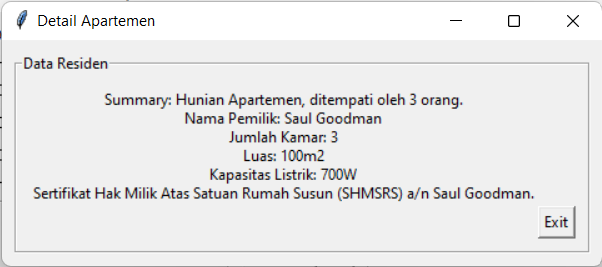 Detail Apartemen
Data Residen
Summary: Hunian Apartemen, ditempati oleh 3 orang.
Nama Pemilik: Saul Goodman
Jumlah Kamar: 3
Luas: 100m2
Kapasitas Listrik: 700W
Sertifikat Hak Milik Atas Satuan Rumah Susun (SHMSRS) a/n Saul Goodman.
Exit